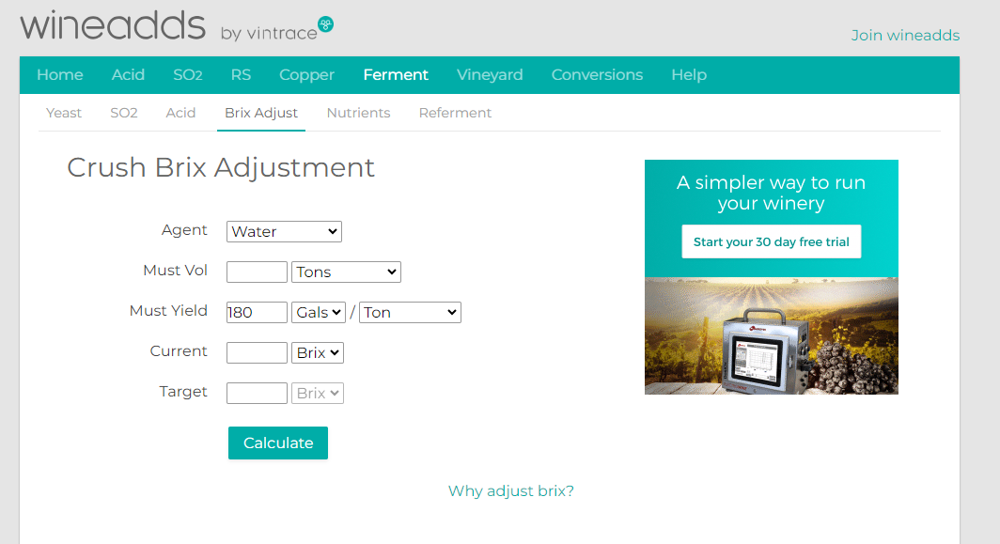 wineadds by vintrace
Join wineadds
Home Acid SO2 RS Copper Ferment Vineyard Conversions Help
Yeast SO2 Acid Brix Adjust Nutrients Referment
Crush Brix Adjustment
A simpler way to run
your winery
Start your 30 day free trial
Agent Water
Must Vol Tons
Must Yield 180 Gals / Ton
Current Brix
Target Brix
Calculate
Why adjust brix?